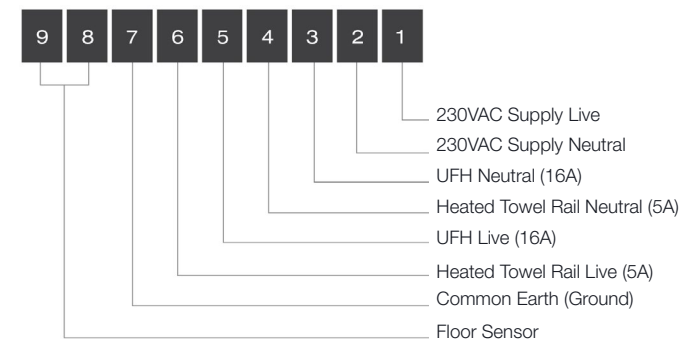 9 8 7 6 5 4 3 2 1
230VAC Supply Live
230VAC Supply Neutral
UFH Neutral (16A)
Heated Towel Rail Neutral (5A)
UFH Live (16A)
Heated Towel Rail Live (5A)
Common Earth (Ground)
Floor Sensor